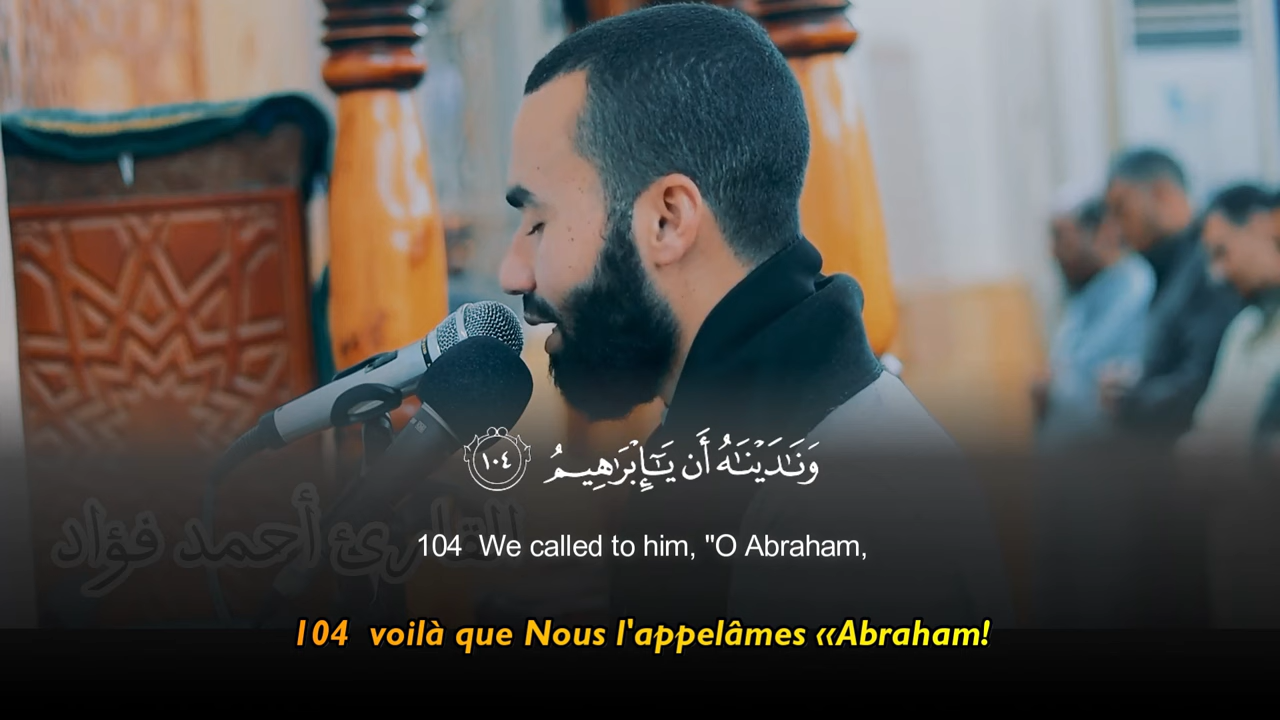 وَنَـٰدَيْنَـٰهُ أَن يَـٰٓإِبْرَٰهِيمُ ١٠٤
القارئ أحمد فؤاد
104 We called to him, "O Abraham,
104 voilà que Nous l'appelâmes «Abraham!